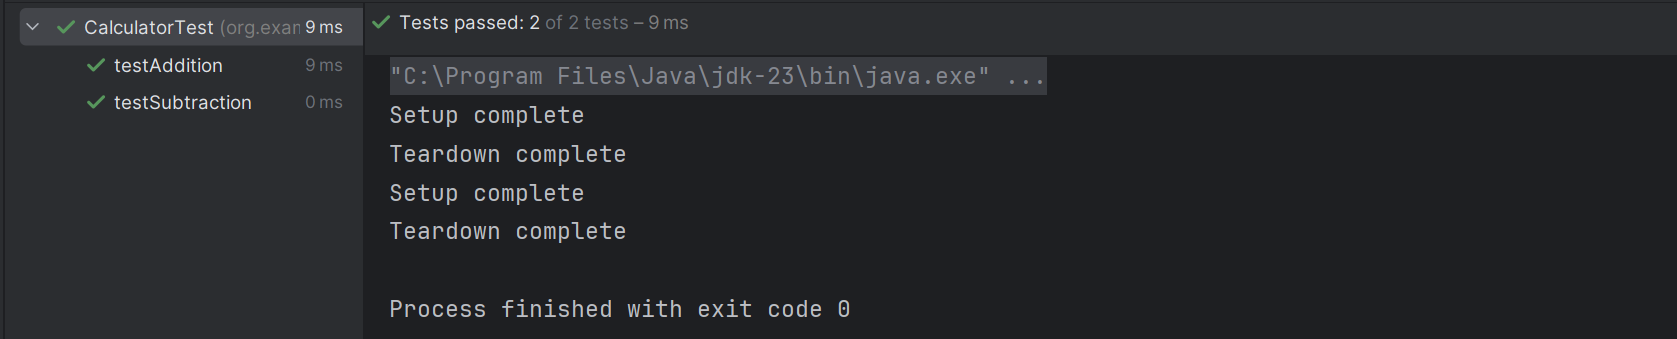 CalculatorTest (org.exan 9 ms
testAddition 9 ms
testSubtraction 0 ms
Tests passed: 2 of 2 tests – 9 ms
"C:\Program Files\Java\jdk-23\bin\java.exe" ...
Setup complete
Teardown complete
Setup complete
Teardown complete
Process finished with exit code 0